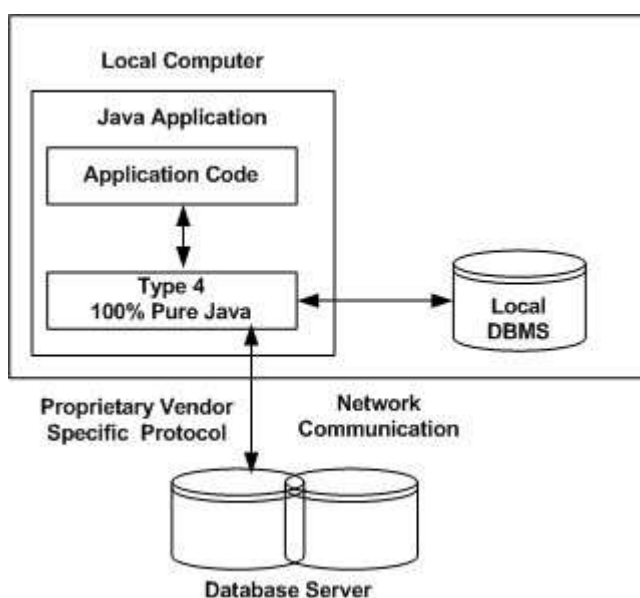 Local Computer
Java Application
Application Code
Type 4
100% Pure Java
Local
DBMS
Proprietary Vendor
Specific Protocol
Network
Communication
Database Server